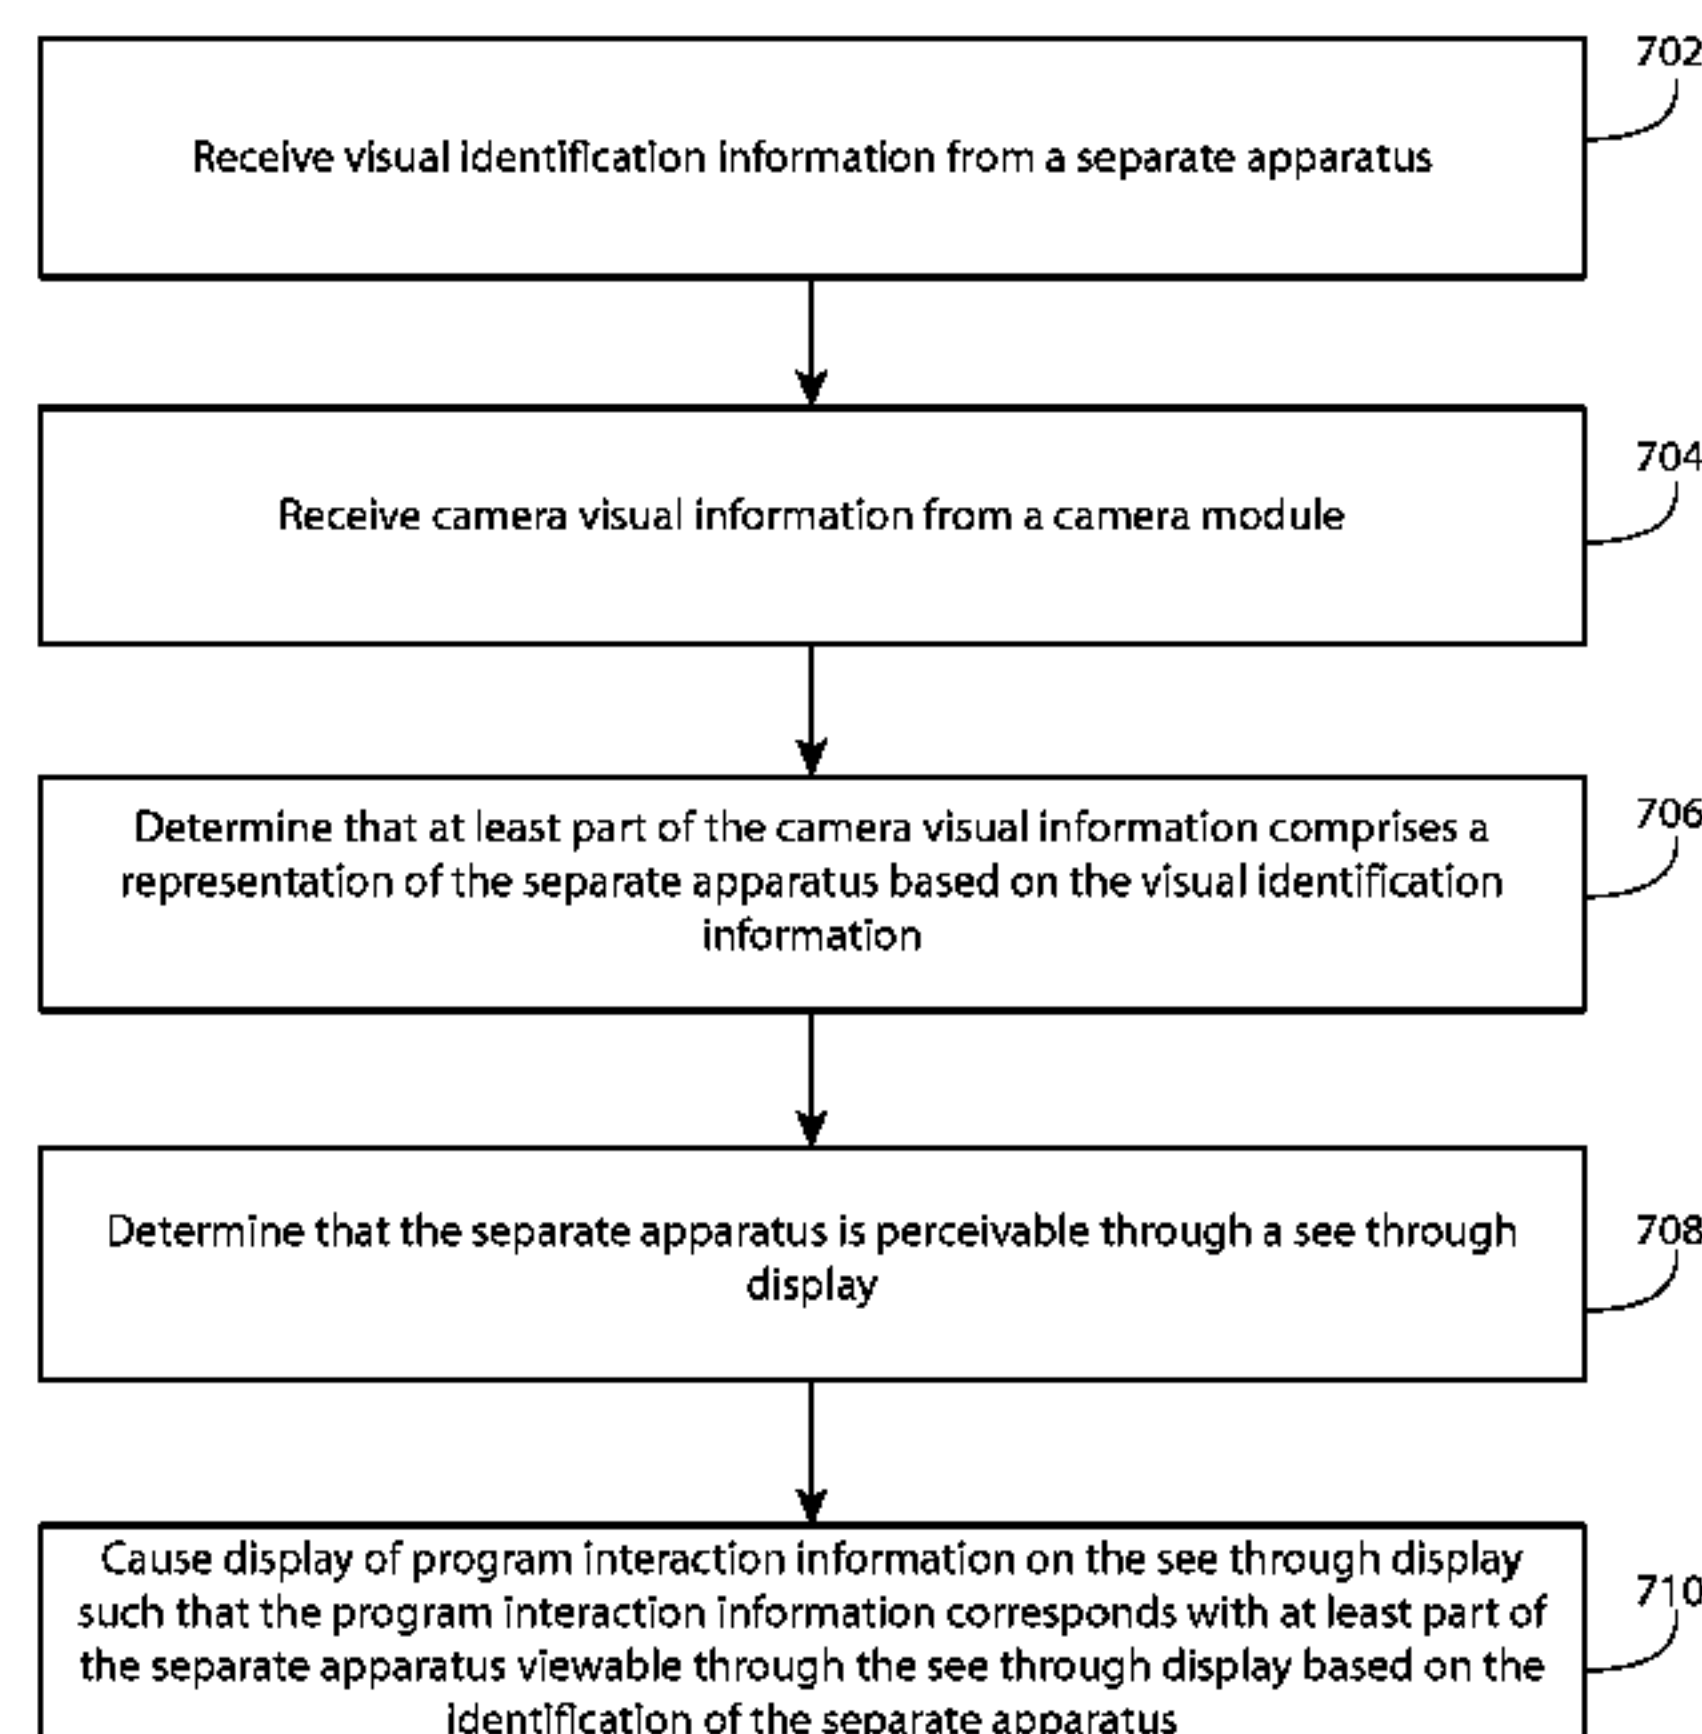 702
Receive visual identification information from a separate apparatus
704
Receive camera visual information from a camera module
706
Determine that at least part of the camera visual information comprises a
representation of the separate apparatus based on the visual identification
information
708
Determine that the separate apparatus is perceivable through a see through
display
710
Cause display of program interaction information on the see through display
such that the program interaction information corresponds with at least part of
the separate apparatus viewable through the see through display based on the
identification of the separate apparatus